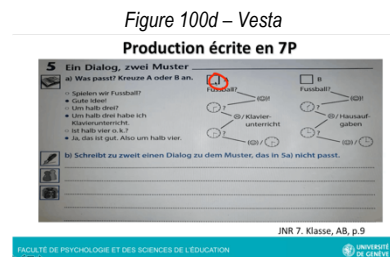 Figure 100d – Vesta
Production écrite en 7P
5 Ein Dialog, zwei Muster
a) Was passt? Kreuze A oder B an.
Spielen wir Fussball?
Gute Idee!
Um halb drei?
Um halb drei habe ich
Klavierunterricht.
Ist halb vier o.k.?
Ja, das ist gut. Also um halb vier.
Fussball?
?
/Klavier-
unterricht
?
B
Fussball?
?
/Hausauf-
gaben
?
b) Schreibt zu zweit einen Dialog zu dem Muster, das in 5a) nicht passt.
JNR 7. Klasse, AB, p.9
FACULTÉ DE PSYCHOLOGIE ET DES SCIENCES DE L'ÉDUCATION
UNIVERSITÉ
DE GENÈVE